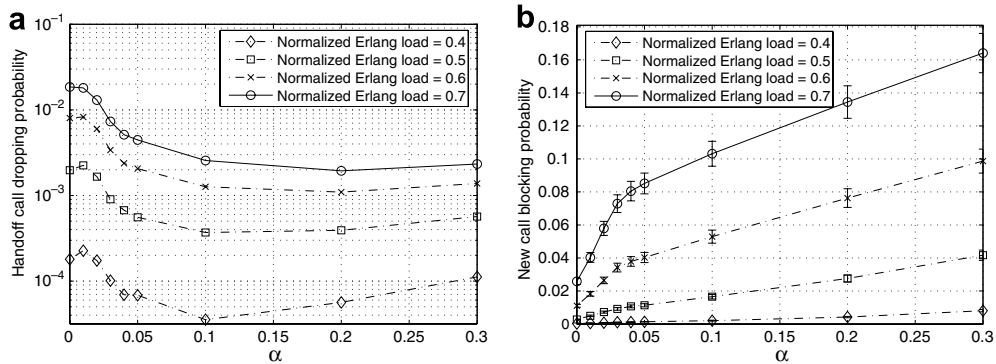 a
10⁻¹
10⁻²
10⁻³
10⁻⁴
Handoff call dropping probability
Normalized Erlang load = 0.4
Normalized Erlang load = 0.5
Normalized Erlang load = 0.6
Normalized Erlang load = 0.7
0 0.05 0.1 0.15 0.2 0.25 0.3
α
b
0.18
0.16
0.14
0.12
0.1
0.08
0.06
0.04
0.02
0
New call blocking probability
Normalized Erlang load = 0.4
Normalized Erlang load = 0.5
Normalized Erlang load = 0.6
Normalized Erlang load = 0.7
0 0.05 0.1 0.15 0.2 0.25 0.3
α